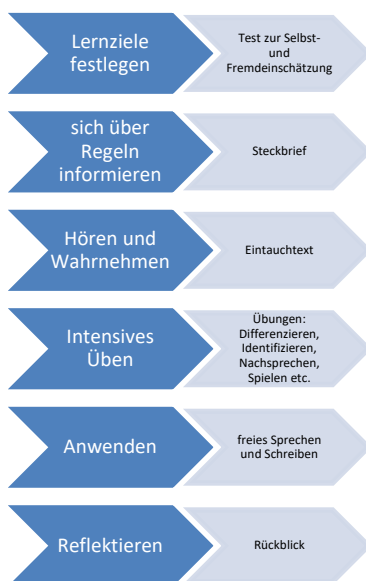 Lernziele
festlegen
Test zur Selbst-
und
Fremdeinschätzung
sich über
Regeln
informieren
Steckbrief
Hören und
Wahrnehmen
Eintauchtext
Intensives
Üben
Übungen:
Differenzieren,
Identifizieren,
Nachsprechen,
Spielen etc.
Anwenden
freies Sprechen
und Schreiben
Reflektieren
Rückblick